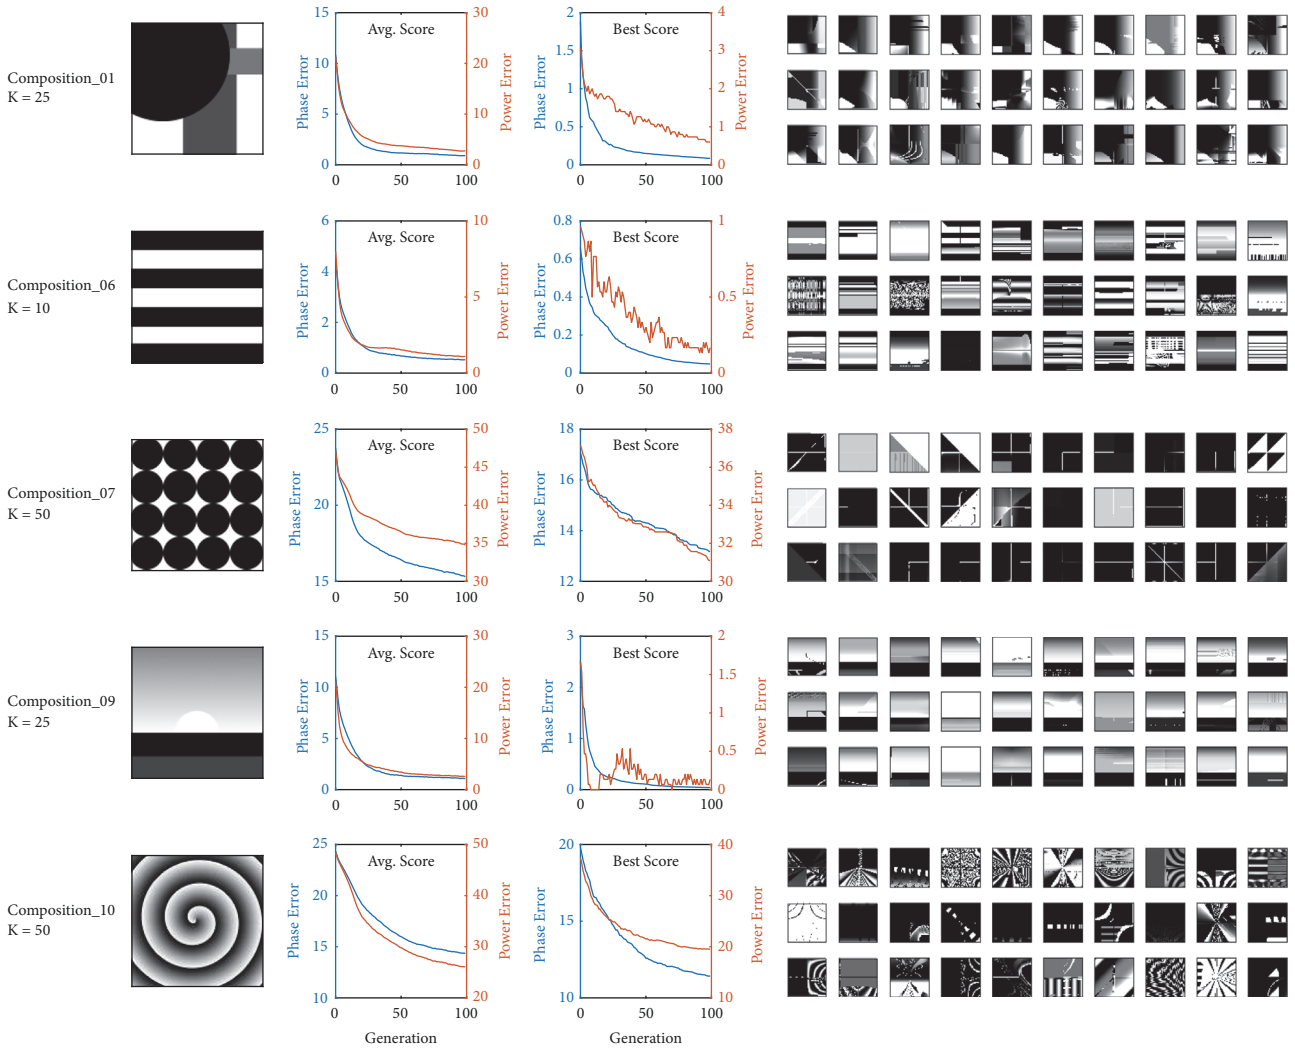 Composition_01
K = 25
Avg. Score
Phase Error
Power Error
15
10
5
0
30
20
10
0
0
50
100
Best Score
Phase Error
Power Error
2
1.5
1
0.5
0
4
3
2
1
0
0
50
100
Composition_06
K = 10
Avg. Score
Phase Error
Power Error
6
4
2
0
10
5
0
0
50
100
Best Score
Phase Error
Power Error
0.8
0.6
0.4
0.2
0
1
0.5
0
0
50
100
Composition_07
K = 50
Avg. Score
Phase Error
Power Error
25
20
15
50
45
40
35
30
0
50
100
Best Score
Phase Error
Power Error
18
16
14
12
38
36
34
32
30
0
50
100
Composition_09
K = 25
Avg. Score
Phase Error
Power Error
15
10
5
0
30
20
10
0
0
50
100
Best Score
Phase Error
Power Error
3
2
1
0
2
1.5
1
0.5
0
0
50
100
Composition_10
K = 50
Avg. Score
Phase Error
Power Error
25
20
15
10
50
40
30
20
0
50
100
Generation
Best Score
Phase Error
Power Error
20
15
10
40
30
20
10
0
50
100
Generation